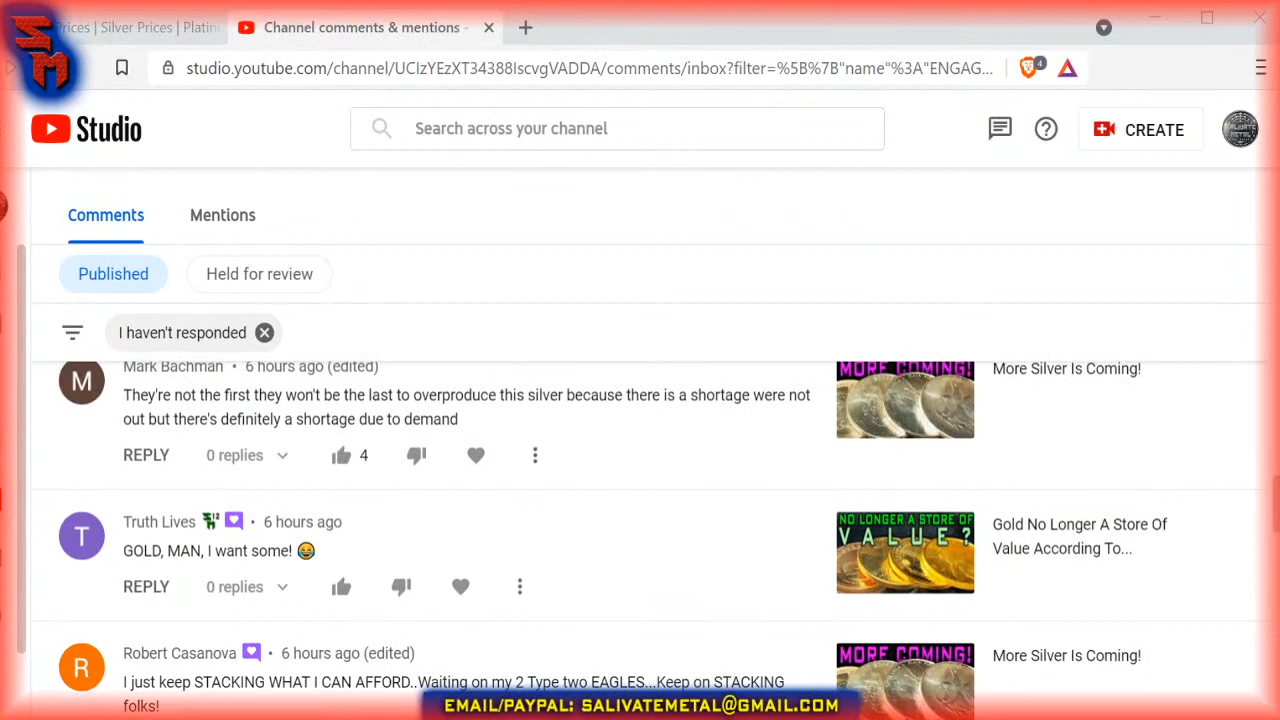 SM
Prices | Silver Prices | Platin
Channel comments & mentions -
studio.youtube.com/channel/UCIzYEzXT34388IscvgVADDA/comments/inbox?filter=%5B%7B"name"%3A"ENGAG...
4
Studio
Search across your channel
CREATE
Comments
Mentions
Published
Held for review
I haven't responded
Mark Bachman • 6 hours ago (edited)
They're not the first they won't be the last to overproduce this silver because there is a shortage were not
out but there's definitely a shortage due to demand
REPLY 0 replies 4
MORE COMING!
More Silver Is Coming!
M
T
Truth Lives • 6 hours ago
GOLD, MAN, I want some! 😂
REPLY 0 replies
NO LONGER A STORE OF
VALUE?
Gold No Longer A Store Of
Value According To...
R
Robert Casanova • 6 hours ago (edited)
I just keep STACKING WHAT I CAN AFFORD..Waiting on my 2 Type two EAGLES...Keep on STACKING
folks!
MORE COMING!
More Silver Is Coming!
EMAIL/PAYPAL: SALIVATEMETAL@GMAIL.COM